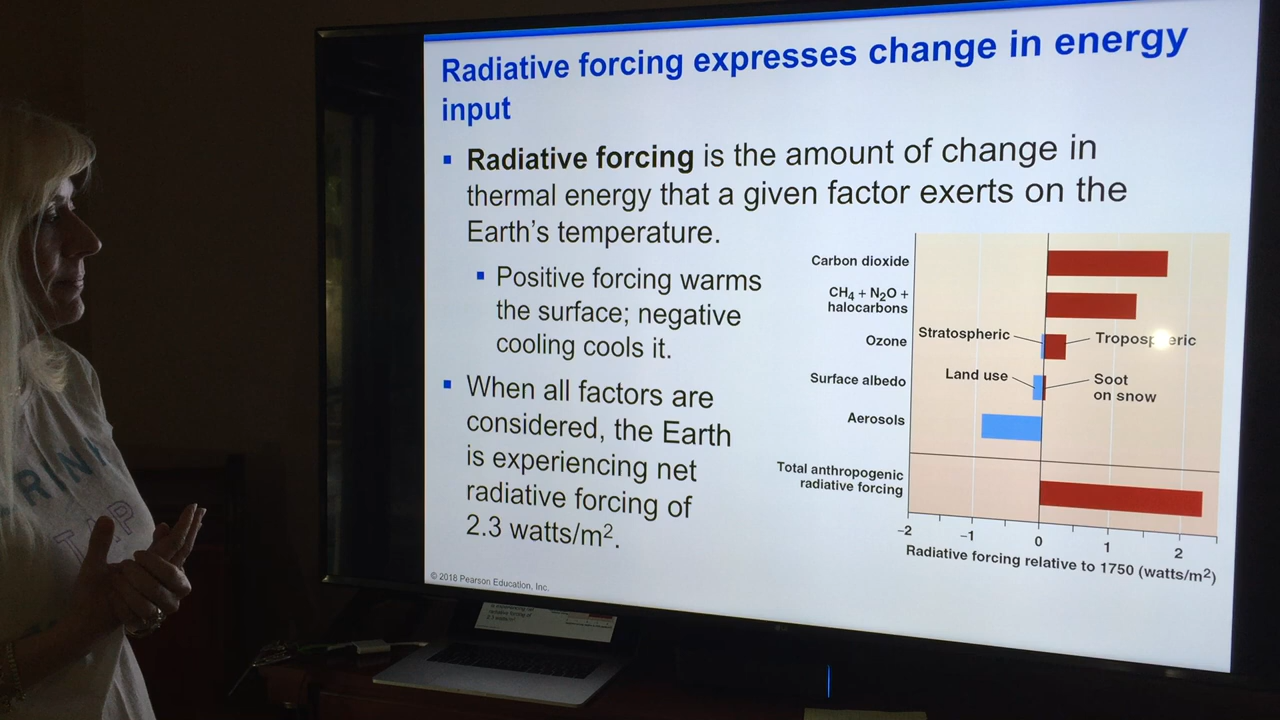 Radiative forcing expresses change in energy
input
▪ Radiative forcing is the amount of change in
thermal energy that a given factor exerts on the
Earth’s temperature.
▪ Positive forcing warms
the surface; negative
cooling cools it.
▪ When all factors are
considered, the Earth
is experiencing net
radiative forcing of
2.3 watts/m².
Carbon dioxide
CH₄ + N₂O +
halocarbons
Ozone
Stratospheric
Tropospheric
Surface albedo
Land use
Soot
on snow
Aerosols
Total anthropogenic
radiative forcing
−2 −1 0 1 2
Radiative forcing relative to 1750 (watts/m²)
© 2018 Pearson Education, Inc.
DRINK
TAP